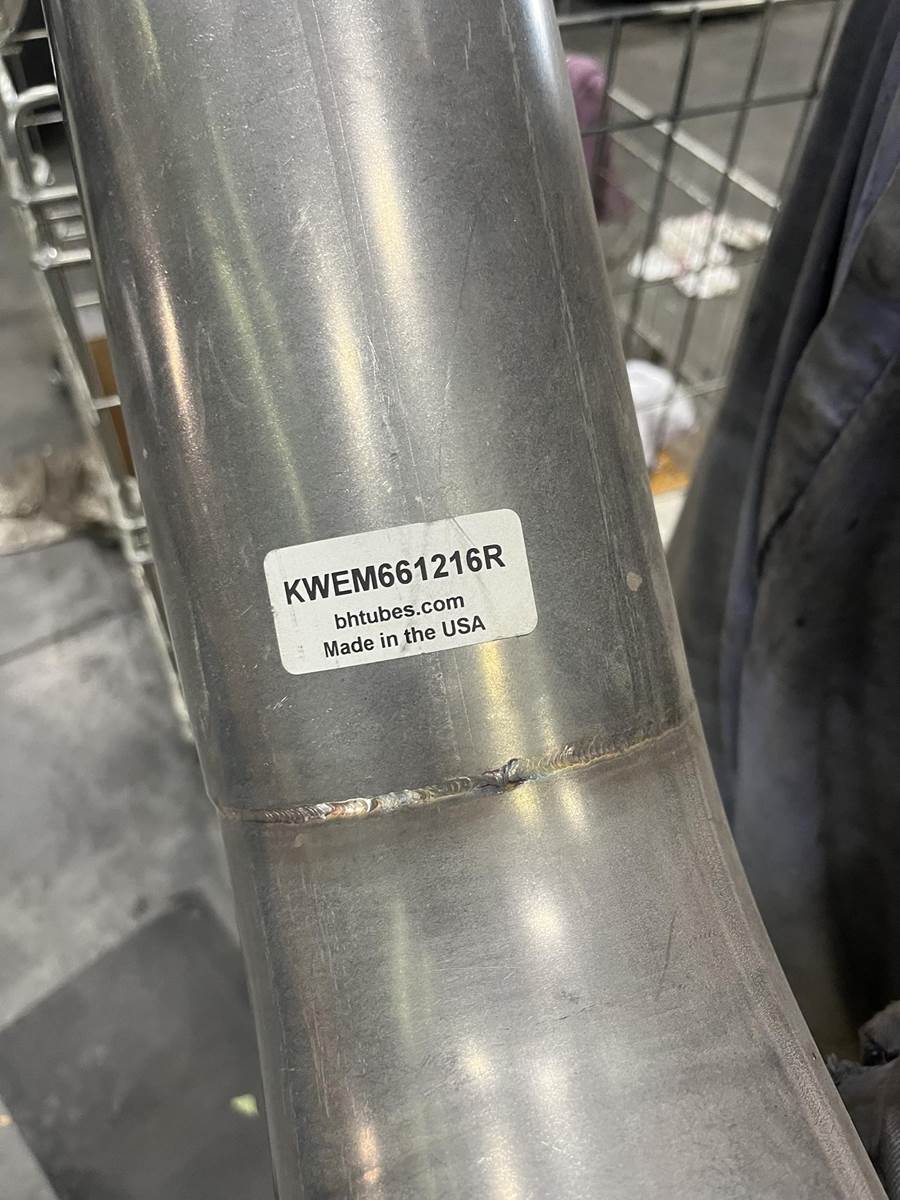 KWEM661216R
bhtubes.com
Made in the USA